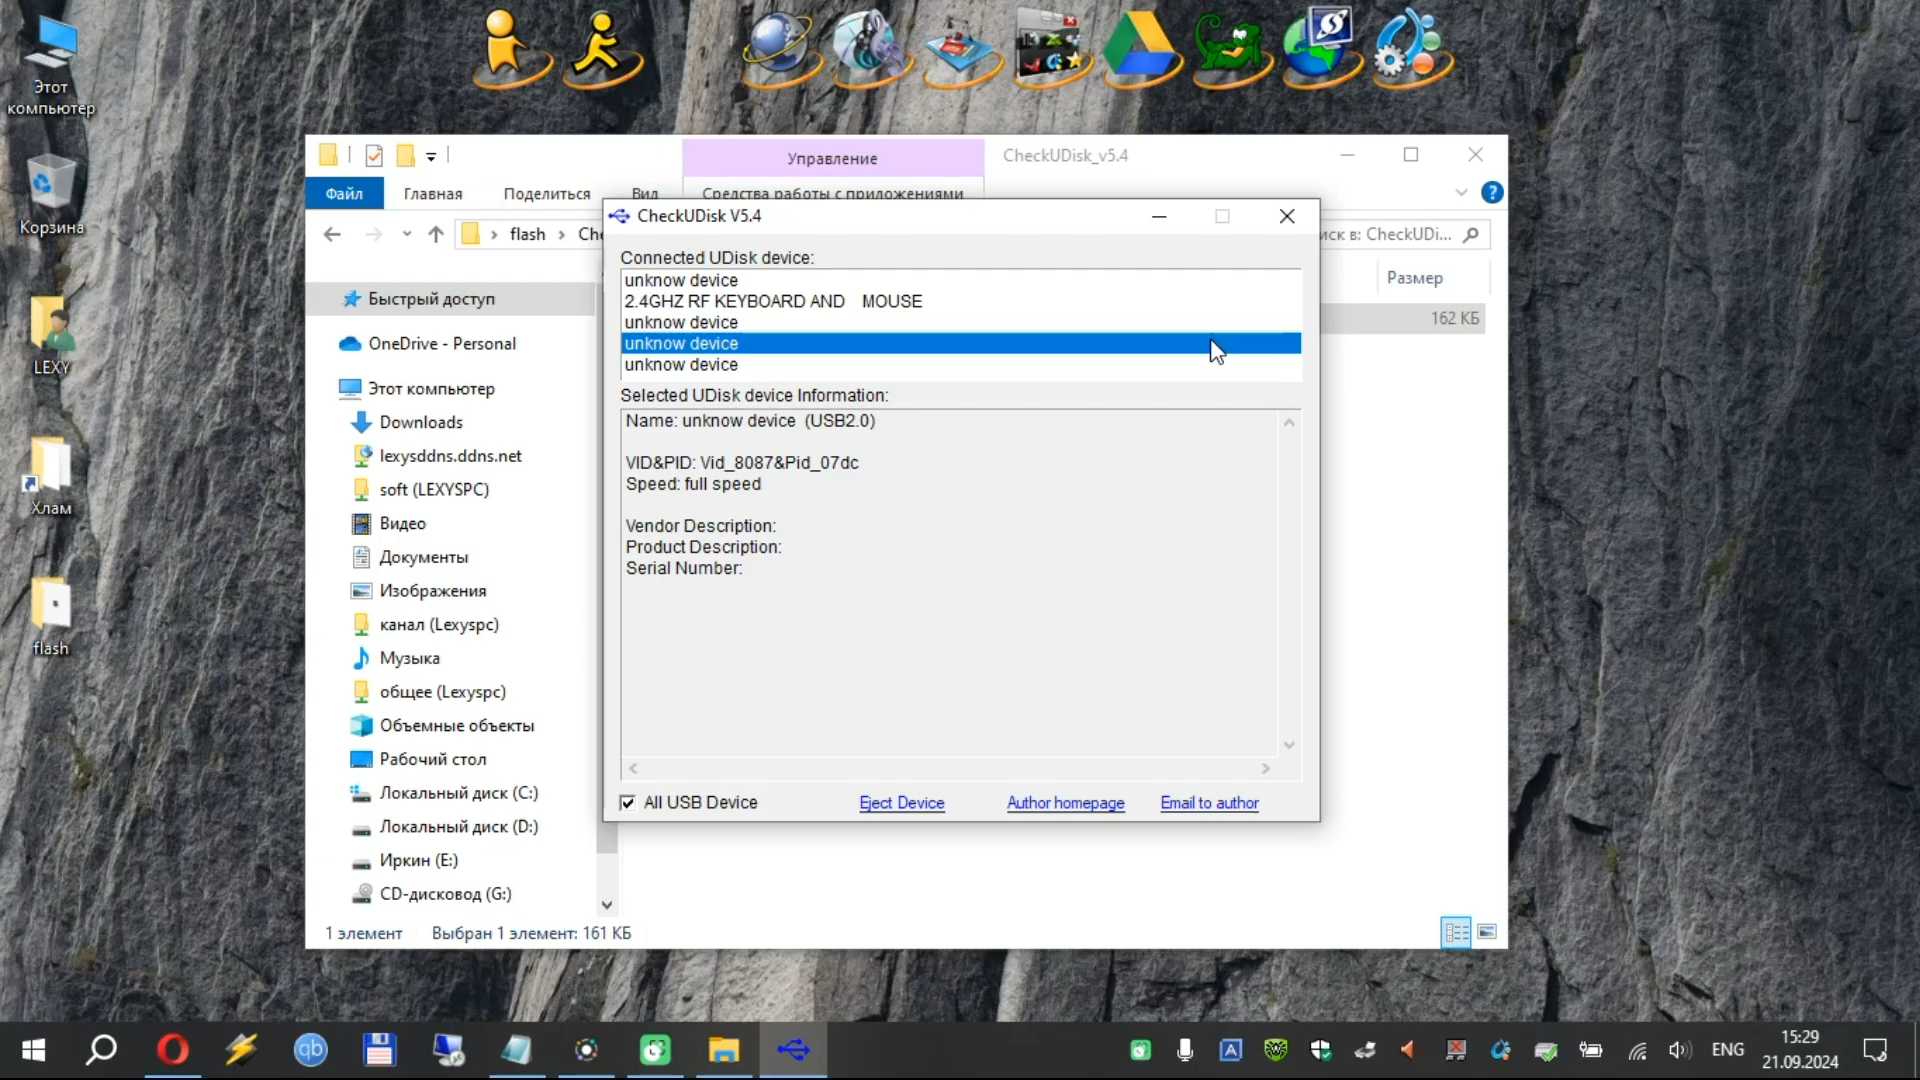 Этот
компьютер
Корзина
LEXY
Хлам
flash
Управление
CheckUDisk_v5.4
Файл
Главная
Поделиться
Вид
Средства работы с приложениями
flash
Che
иск в: CheckUDi...
Размер
162 КБ
Быстрый доступ
OneDrive - Personal
Этот компьютер
Downloads
lexysddns.ddns.net
soft (LEXYSPC)
Видео
Документы
Изображения
канал (Lexyspc)
Музыка
общее (Lexyspc)
Объемные объекты
Рабочий стол
Локальный диск (C:)
Локальный диск (D:)
Иркин (E:)
CD-дисковод (G:)
1 элемент
Выбран 1 элемент: 161 КБ
CheckUDisk V5.4
Connected UDisk device:
unknow device
2.4GHZ RF KEYBOARD AND MOUSE
unknow device
unknow device
unknow device
Selected UDisk device Information:
Name: unknow device (USB2.0)
VID&PID: Vid_8087&Pid_07dc
Speed: full speed
Vendor Description:
Product Description:
Serial Number:
All USB Device
Eject Device
Author homepage
Email to author
qb
A
ENG
15:29
21.09.2024